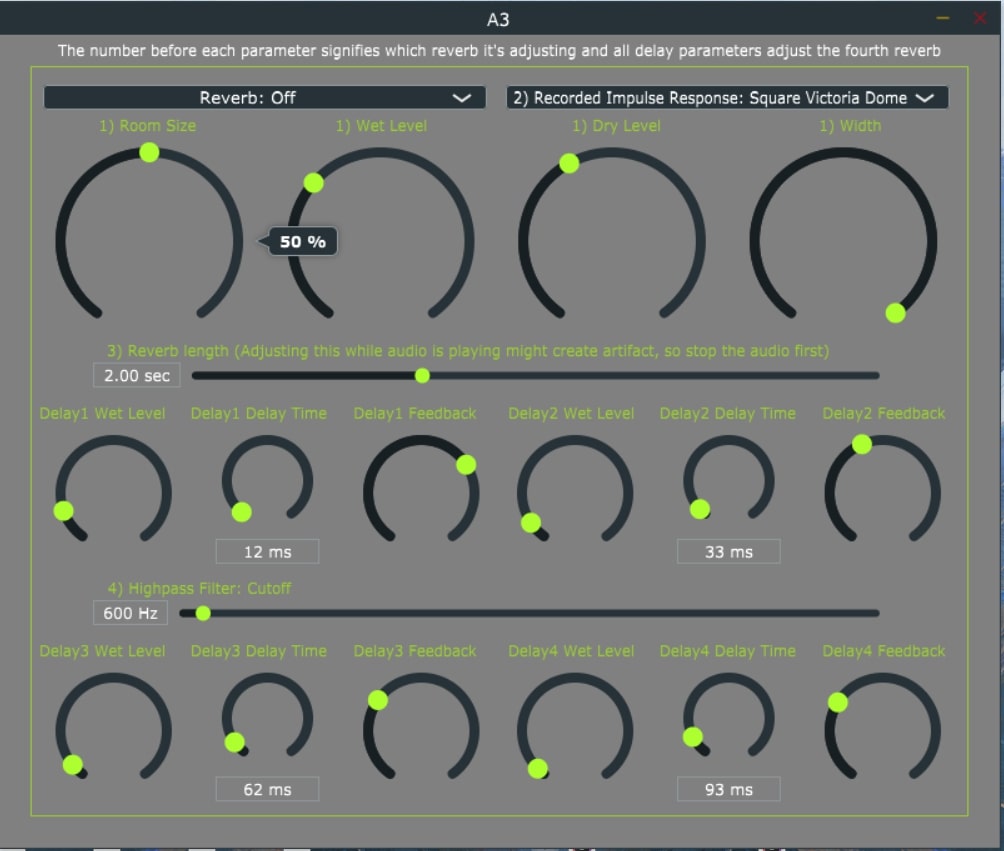 A3
The number before each parameter signifies which reverb it's adjusting and all delay parameters adjust the fourth reverb
Reverb: Off
2) Recorded Impulse Response: Square Victoria Dome
1) Room Size
1) Wet Level
1) Dry Level
1) Width
50 %
3) Reverb length (Adjusting this while audio is playing might create artifact, so stop the audio first)
2.00 sec
Delay1 Wet Level
Delay1 Delay Time
Delay1 Feedback
Delay2 Wet Level
Delay2 Delay Time
Delay2 Feedback
12 ms
33 ms
4) Highpass Filter: Cutoff
600 Hz
Delay3 Wet Level
Delay3 Delay Time
Delay3 Feedback
Delay4 Wet Level
Delay4 Delay Time
Delay4 Feedback
62 ms
93 ms